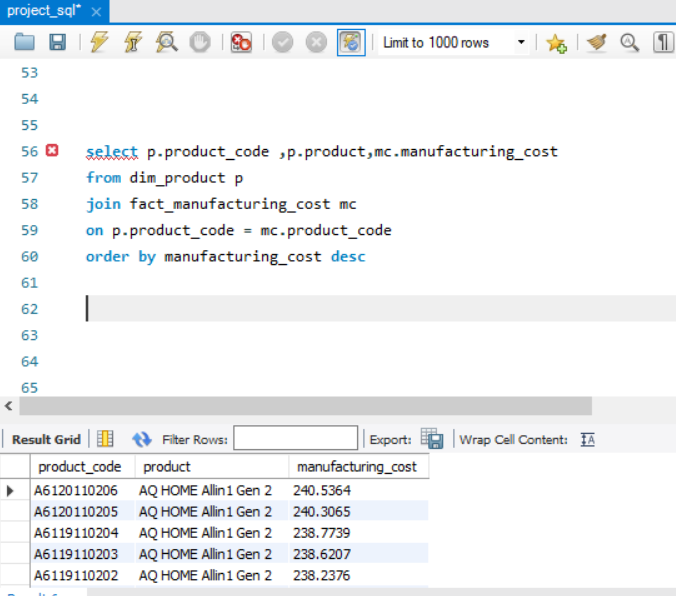 project_sql*
Limit to 1000 rows
53
54
55
56 select p.product_code ,p.product,mc.manufacturing_cost
57 from dim_product p
58 join fact_manufacturing_cost mc
59 on p.product_code = mc.product_code
60 order by manufacturing_cost desc
61
62
63
64
65
Result Grid Filter Rows: Export: Wrap Cell Content:
product_code product manufacturing_cost
A6120110206 AQ HOME Allin1 Gen 2 240.5364
A6120110205 AQ HOME Allin1 Gen 2 240.3065
A6119110204 AQ HOME Allin1 Gen 2 238.7739
A6119110203 AQ HOME Allin1 Gen 2 238.6207
A6119110202 AQ HOME Allin1 Gen 2 238.2376